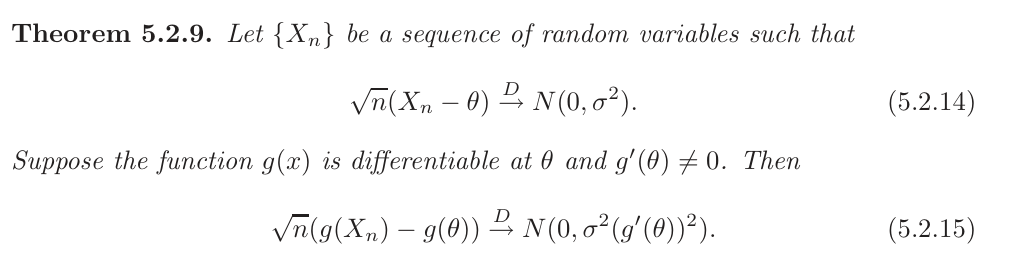 Theorem 5.2.9. Let {Xₙ} be a sequence of random variables such that
√n(Xₙ − θ) →ᴰ N(0, σ²). (5.2.14)
Suppose the function g(x) is differentiable at θ and g′(θ) ≠ 0. Then
√n(g(Xₙ) − g(θ)) →ᴰ N(0, σ²(g′(θ))²). (5.2.15)